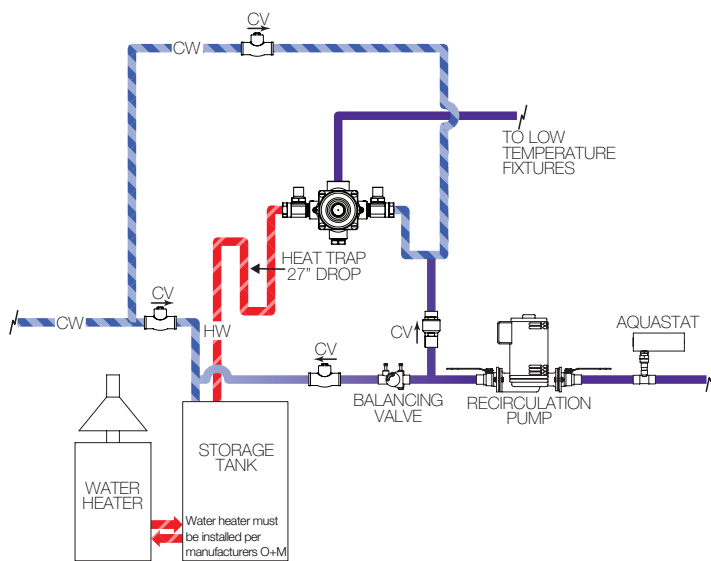 CV
CW
TO LOW
TEMPERATURE
FIXTURES
HEAT TRAP
27" DROP
CV
CW
HW
CV
CV
AQUASTAT
BALANCING
VALVE
RECIRCULATION
PUMP
STORAGE
TANK
WATER
HEATER
Water heater must
be installed per
manufacturers O+M